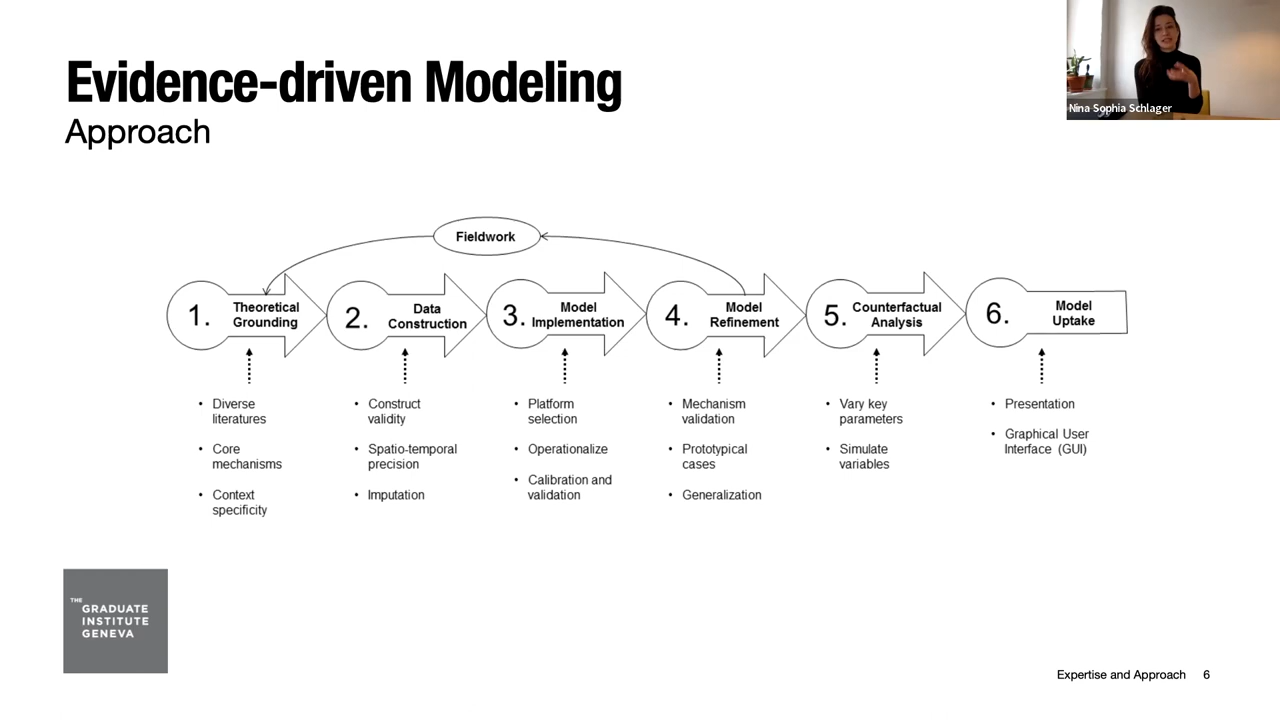 Evidence-driven Modeling
Approach
Nina Sophia Schlager
Fieldwork
1.
Theoretical
Grounding
2.
Data
Construction
3.
Model
Implementation
4.
Model
Refinement
5.
Counterfactual
Analysis
6.
Model
Uptake
• Diverse
literatures
• Core
mechanisms
• Context
specificity
• Construct
validity
• Spatio-temporal
precision
• Imputation
• Platform
selection
• Operationalize
• Calibration and
validation
• Mechanism
validation
• Prototypical
cases
• Generalization
• Vary key
parameters
• Simulate
variables
• Presentation
• Graphical User
Interface (GUI)
THE
GRADUATE
INSTITUTE
GENEVA
Expertise and Approach 6